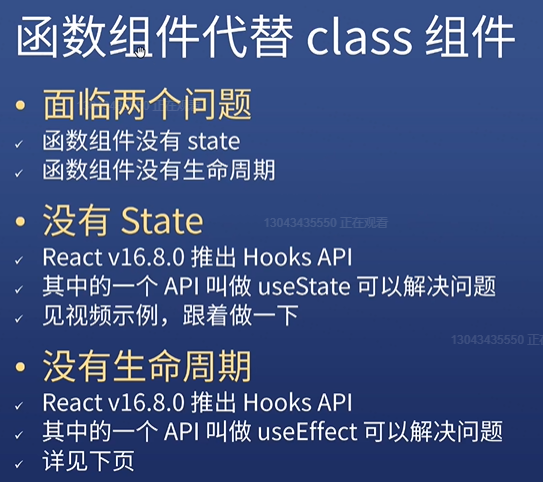 函数组件代替 class 组件
• 面临两个问题
✓ 函数组件没有 state
✓ 函数组件没有生命周期
• 没有 State
13043435550 正在观看
✓ React v16.8.0 推出 Hooks API
✓ 其中的一个 API 叫做 useState 可以解决问题
✓ 见视频示例，跟着做一下
13043435550 正在
• 没有生命周期
✓ React v16.8.0 推出 Hooks API
✓ 其中的一个 API 叫做 useEffect 可以解决问题
✓ 详见下页